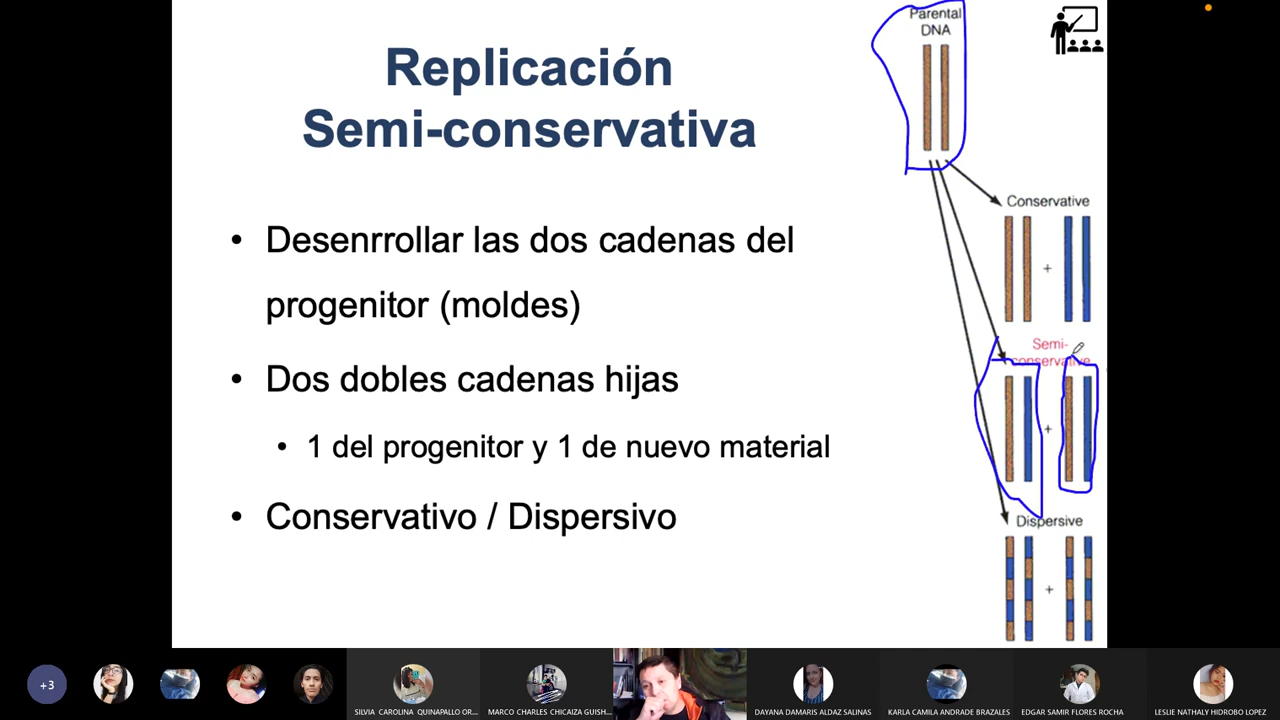 Replicación
Semi-conservativa
• Desenrrollar las dos cadenas del
progenitor (moldes)
• Dos dobles cadenas hijas
• 1 del progenitor y 1 de nuevo material
• Conservativo / Dispersivo
Parental
DNA
Conservative
+
Semi-
conservative
+
Dispersive
+
+3
SILVIA CAROLINA QUINAPALLO OR...
MARCO CHARLES CHICAIZA GUISH...
DAYANA DAMARIS ALDAZ SALINAS
KARLA CAMILA ANDRADE BRAZALES
EDGAR SAMIR FLORES ROCHA
LESLIE NATHALY HIDROBO LOPEZ